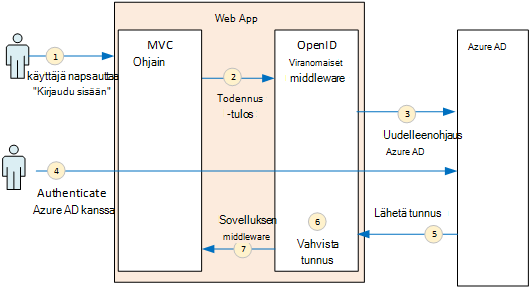 Web App
MVC
Ohjain
OpenID
Viranomaiset
middleware
Azure AD
1
käyttäjä napsauttaa
"Kirjaudu sisään"
2
Todennus
-tulos
3
Uudelleenohjaus
Azure AD
4
Authenticate
Azure AD kanssa
Lähetä tunnus
5
6
Vahvista
tunnus
Sovelluksen
middleware
7